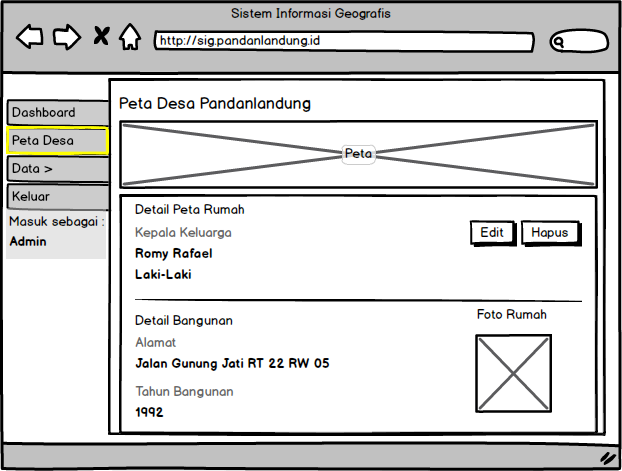 Sistem Informasi Geografis
http://sig.pandanlandung.id
Dashboard
Peta Desa
Data >
Keluar
Masuk sebagai :
Admin
Peta Desa Pandanlandung
Peta
Detail Peta Rumah
Kepala Keluarga
Romy Rafael
Laki-Laki
Edit
Hapus
Detail Bangunan
Alamat
Jalan Gunung Jati RT 22 RW 05
Tahun Bangunan
1992
Foto Rumah